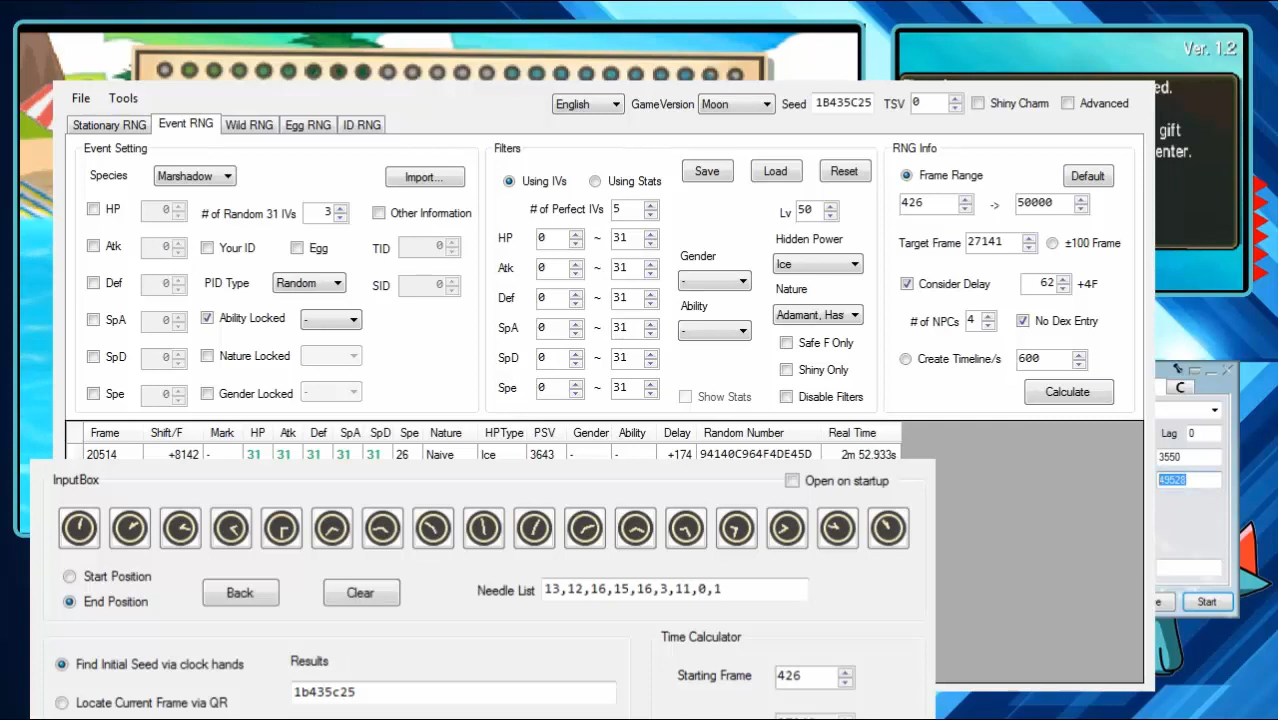 Ver. 1.2
ed.
gift
enter.
File Tools
English GameVersion Moon Seed 1B435C25 TSV 0 Shiny Charm Advanced
Stationary RNG Event RNG Wild RNG Egg RNG ID RNG
Event Setting
Species Marshadow Import...
HP 0 # of Random 31 IVs 3 Other Information
Atk 0 Your ID Egg TID 0
Def 0 PID Type Random SID 0
SpA 0 Ability Locked -
SpD 0 Nature Locked
Spe 0 Gender Locked -
Filters
Using IVs Using Stats Save Load Reset
# of Perfect IVs 5 Lv 50
HP 0 ~ 31 Hidden Power
Atk 0 ~ 31 Gender Ice
Def 0 ~ 31 - Nature
Ability Adamant, Has
SpA 0 ~ 31 - Safe F Only
SpD 0 ~ 31 Shiny Only
Spe 0 ~ 31 Show Stats Disable Filters
RNG Info
Frame Range Default
426 -> 50000
Target Frame 27141 ±100 Frame
Consider Delay 62 +4F
# of NPCs 4 No Dex Entry
Create Timeline/s 600
Calculate
Frame Shift/F Mark HP Atk Def SpA SpD Spe Nature HPType PSV Gender Ability Delay Random Number Real Time
20514 +8142 - 31 31 31 31 31 26 Naive Ice 3643 - - +174 94140C964F4DE45D 2m 52.933s
C
Lag 0
3550
49528
e Start
InputBox Open on startup
Start Position
End Position Back Clear Needle List 13,12,16,15,16,3,11,0,1
Find Initial Seed via clock hands Results
1b435c25
Locate Current Frame via QR
Time Calculator
Starting Frame 426